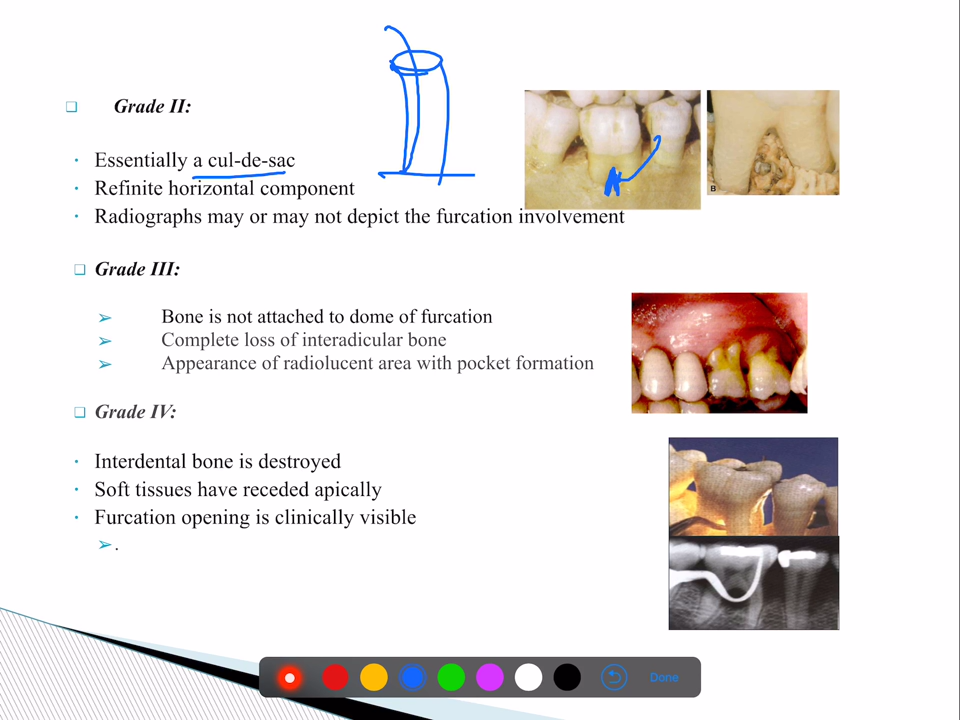 Grade II:
Essentially a cul-de-sac
Refinite horizontal component
Radiographs may or may not depict the furcation involvement
Grade III:
Bone is not attached to dome of furcation
Complete loss of interadicular bone
Appearance of radiolucent area with pocket formation
Grade IV:
Interdental bone is destroyed
Soft tissues have receded apically
Furcation opening is clinically visible
.
B
Done